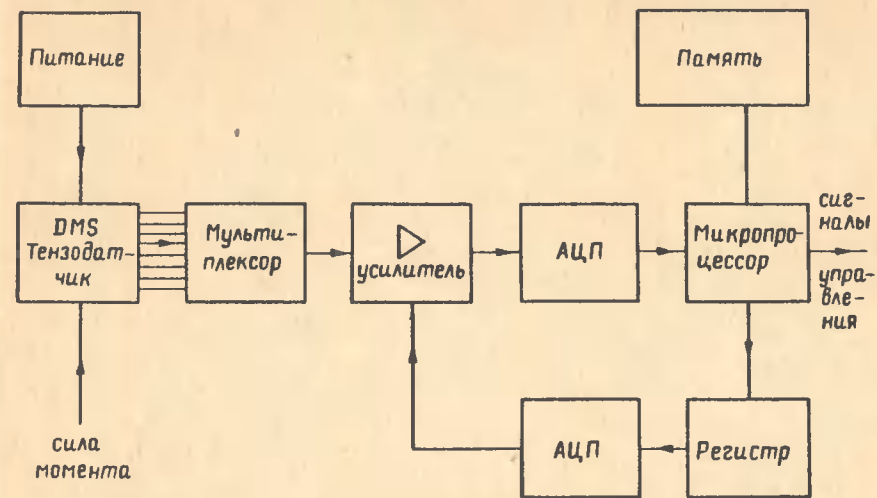 Питание
Память
DMS
Тензодат-
чик
Мульти-
плексор
усилитель
АЦП
Микропро-
цессор
сиг-
налы
упра-
вле-
ния
сила
момента
АЦП
Регистр